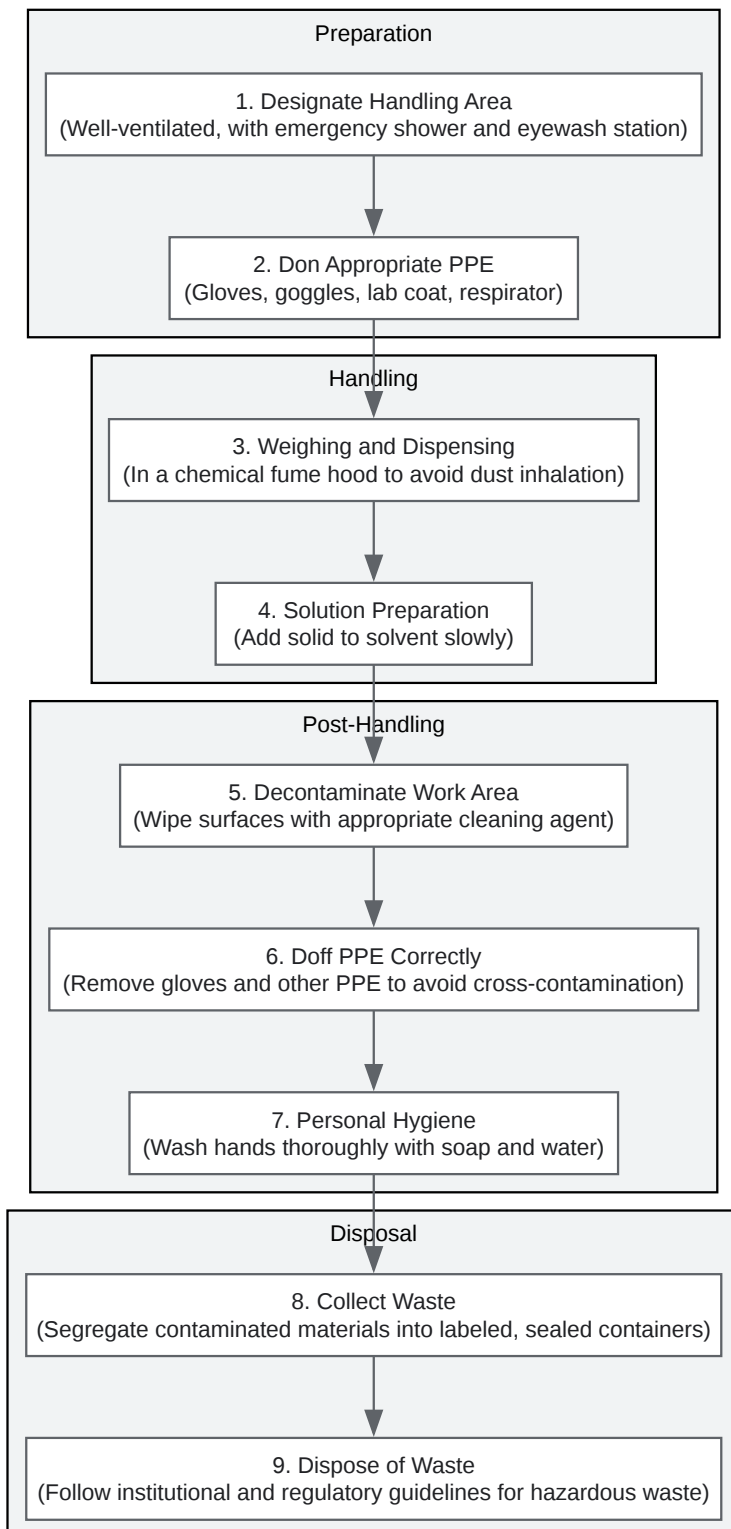 Preparation
1. Designate Handling Area
(Well-ventilated, with emergency shower and eyewash station)
2. Don Appropriate PPE
(Gloves, goggles, lab coat, respirator)
Handling
3. Weighing and Dispensing
(In a chemical fume hood to avoid dust inhalation)
4. Solution Preparation
(Add solid to solvent slowly)
Post-Handling
5. Decontaminate Work Area
(Wipe surfaces with appropriate cleaning agent)
6. Doff PPE Correctly
(Remove gloves and other PPE to avoid cross-contamination)
7. Personal Hygiene
(Wash hands thoroughly with soap and water)
Disposal
8. Collect Waste
(Segregate contaminated materials into labeled, sealed containers)
9. Dispose of Waste
(Follow institutional and regulatory guidelines for hazardous waste)